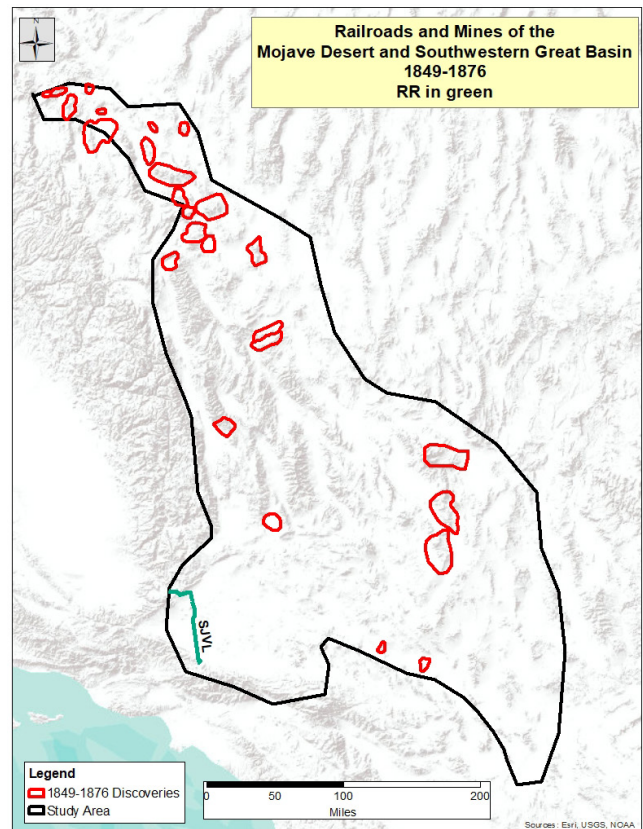 N
Railroads and Mines of the
Mojave Desert and Southwestern Great Basin
1849-1876
RR in green
SJVL
Legend
1849-1876 Discoveries
Study Area
0 100 200
Miles
Sources: Esri, USGS, NOAA